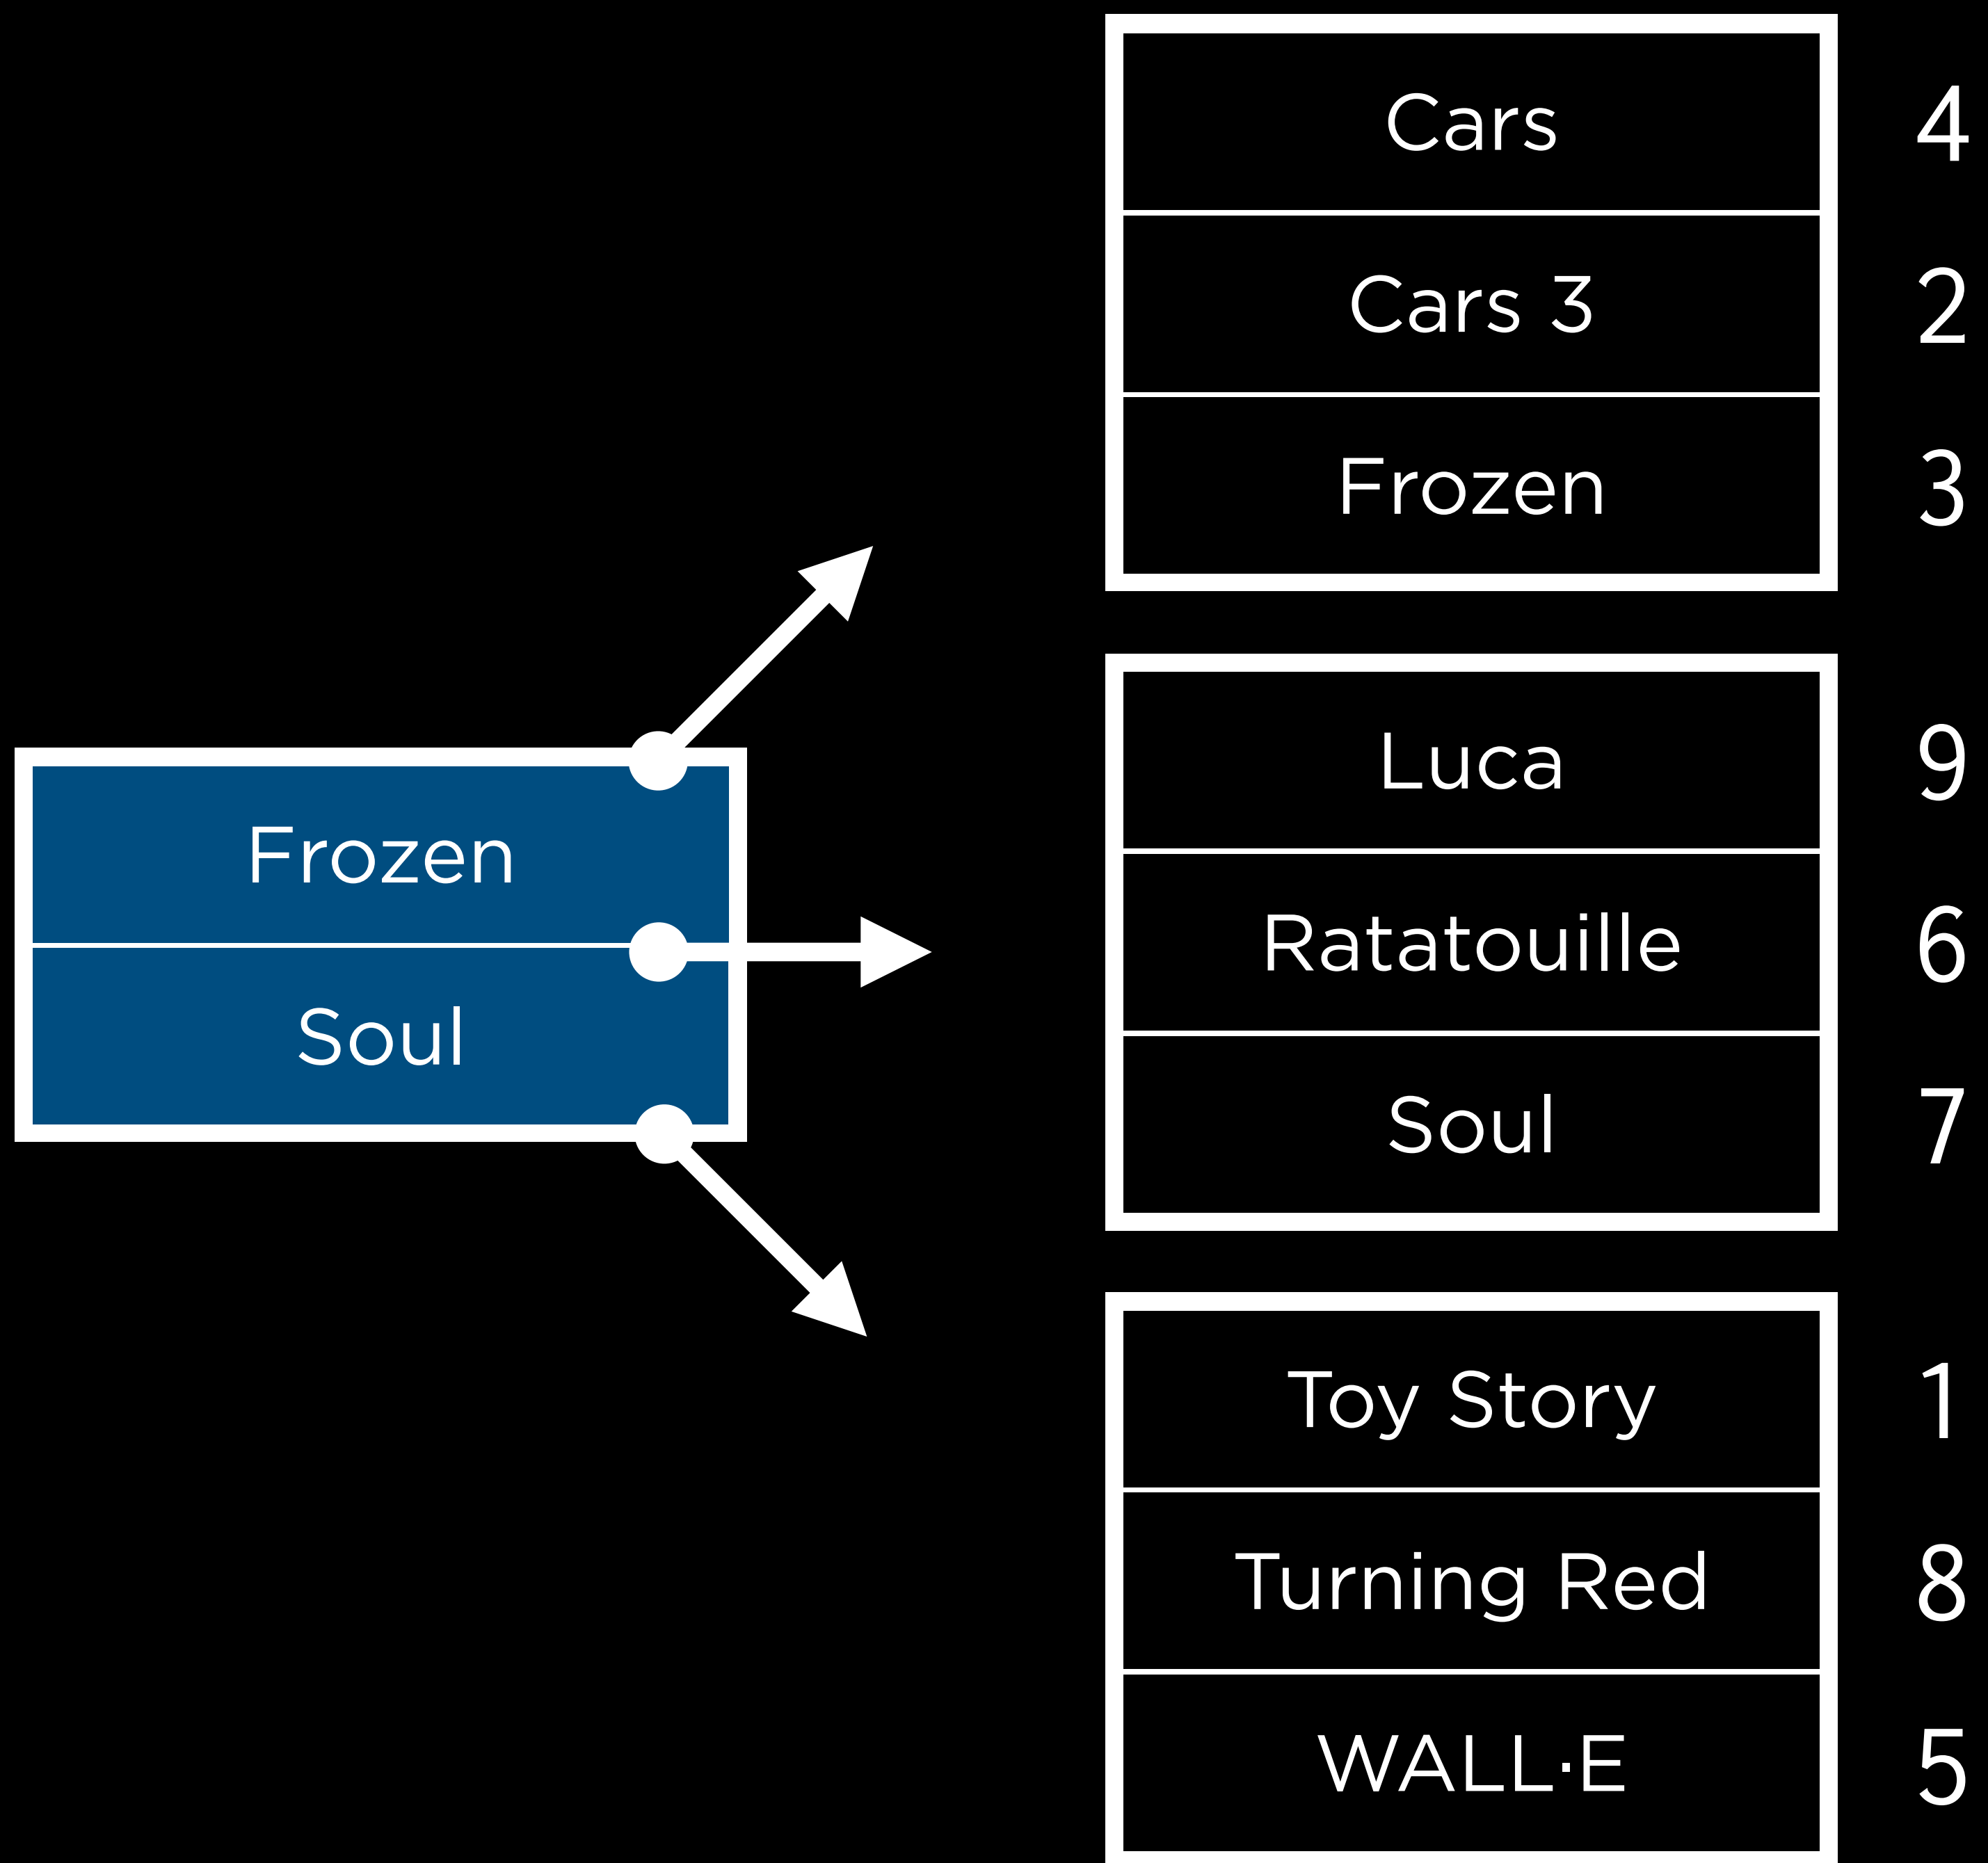 Frozen
Soul
Cars 4
Cars 3 2
Frozen 3
Luca 9
Ratatouille 6
Soul 7
Toy Story 1
Turning Red 8
WALL·E 5